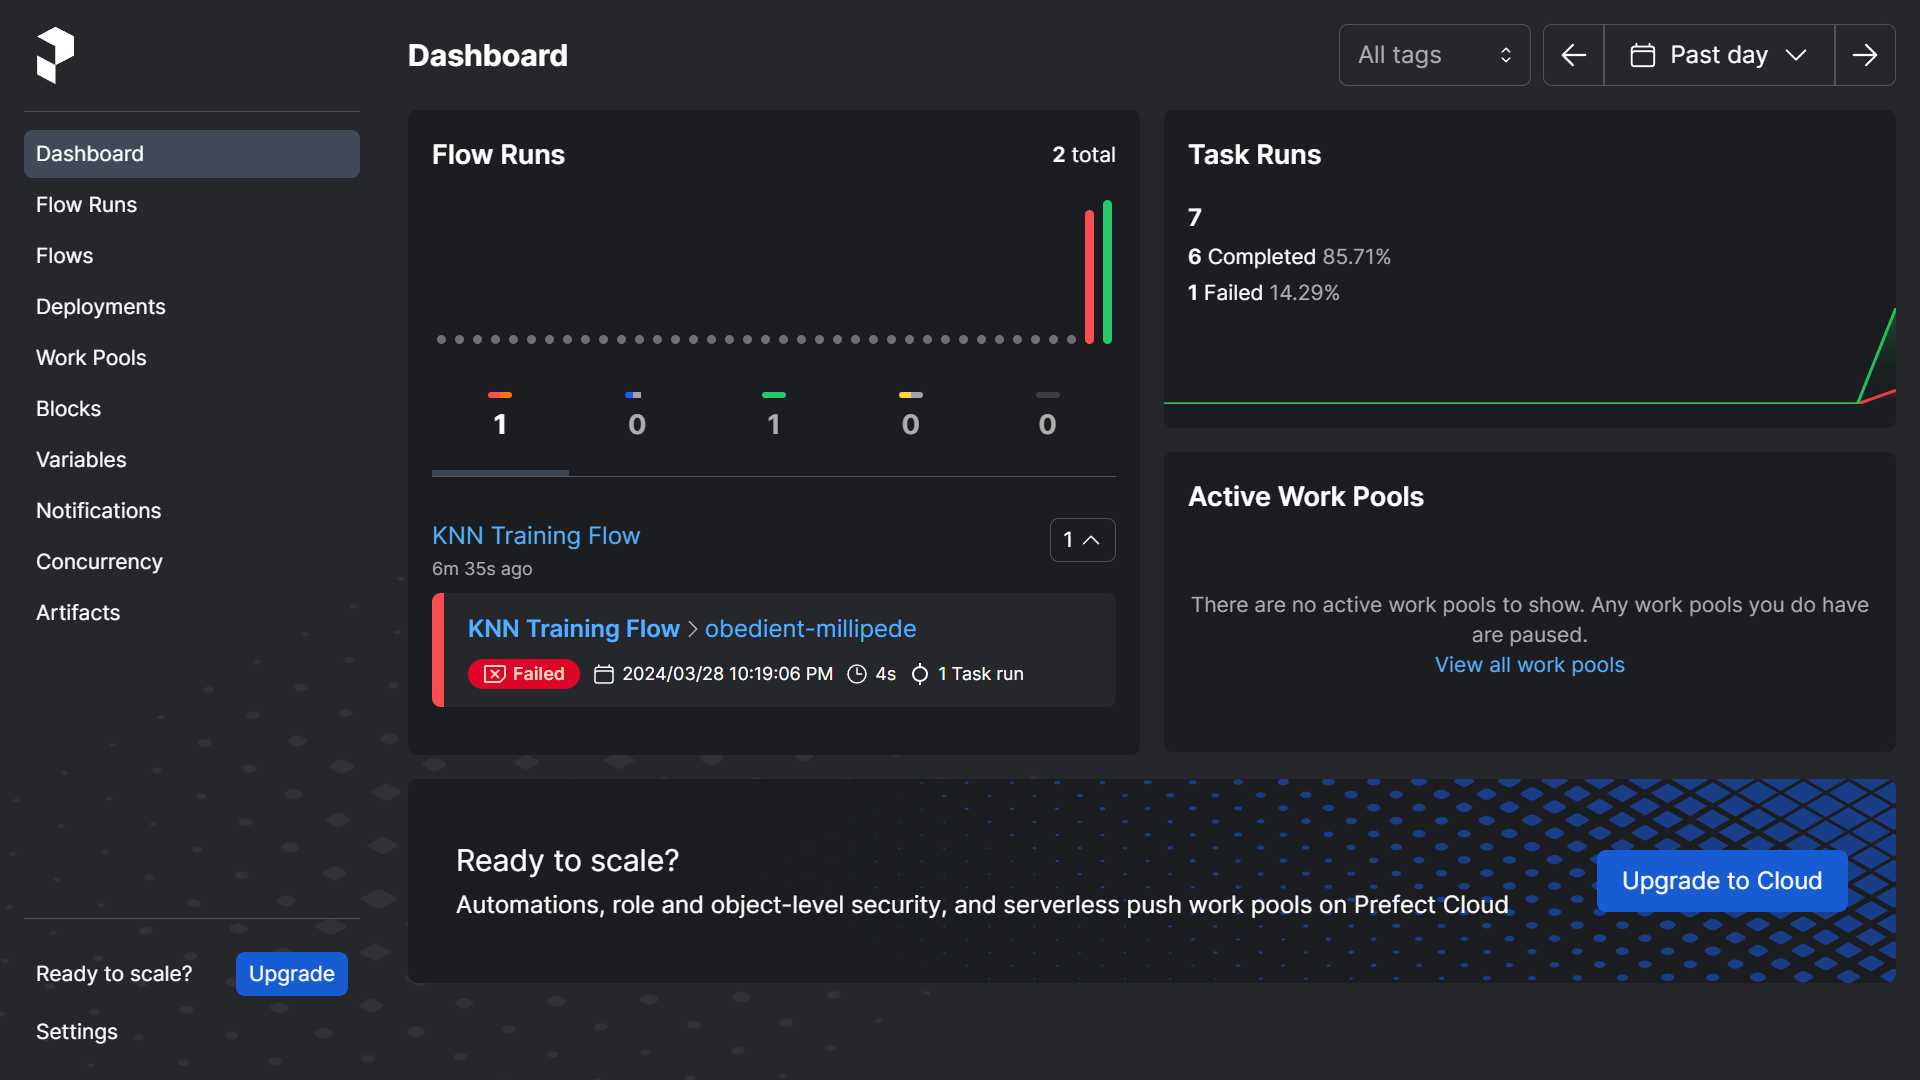 Dashboard
All tags
Past day
Dashboard
Flow Runs
Flows
Deployments
Work Pools
Blocks
Variables
Notifications
Concurrency
Artifacts
Ready to scale?
Upgrade
Settings
Flow Runs
2 total
1
0
1
0
0
KNN Training Flow
1
6m 35s ago
KNN Training Flow
obedient-millipede
Failed
2024/03/28 10:19:06 PM
4s
1 Task run
Task Runs
7
6 Completed 85.71%
1 Failed 14.29%
Active Work Pools
There are no active work pools to show. Any work pools you do have
are paused.
View all work pools
Ready to scale?
Automations, role and object-level security, and serverless push work pools on Prefect Cloud
Upgrade to Cloud